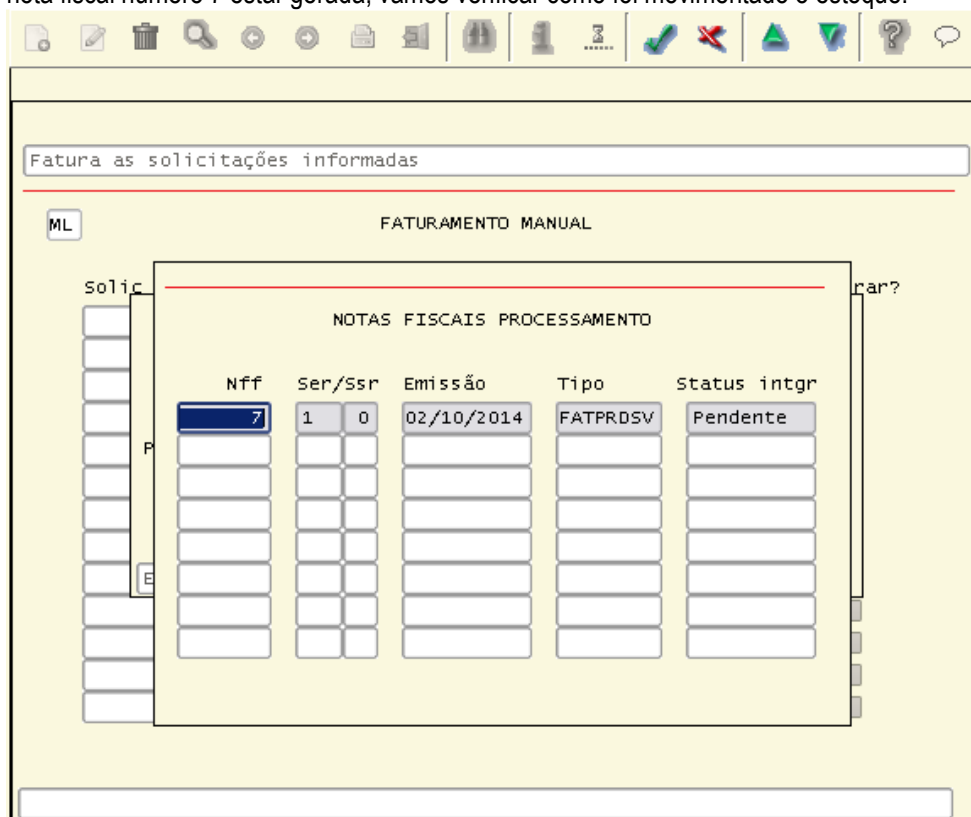 nota fiscal número 7 estar gerada, vamos verificar como foi movimentado o estoque.
Fatura as solicitações informadas
ML
FATURAMENTO MANUAL
Solic
rar?
NOTAS FISCAIS PROCESSAMENTO
Nff Ser/Ssr Emissão Tipo Status intgr
7 1 0 02/10/2014 FATPRDSV Pendente
P
E